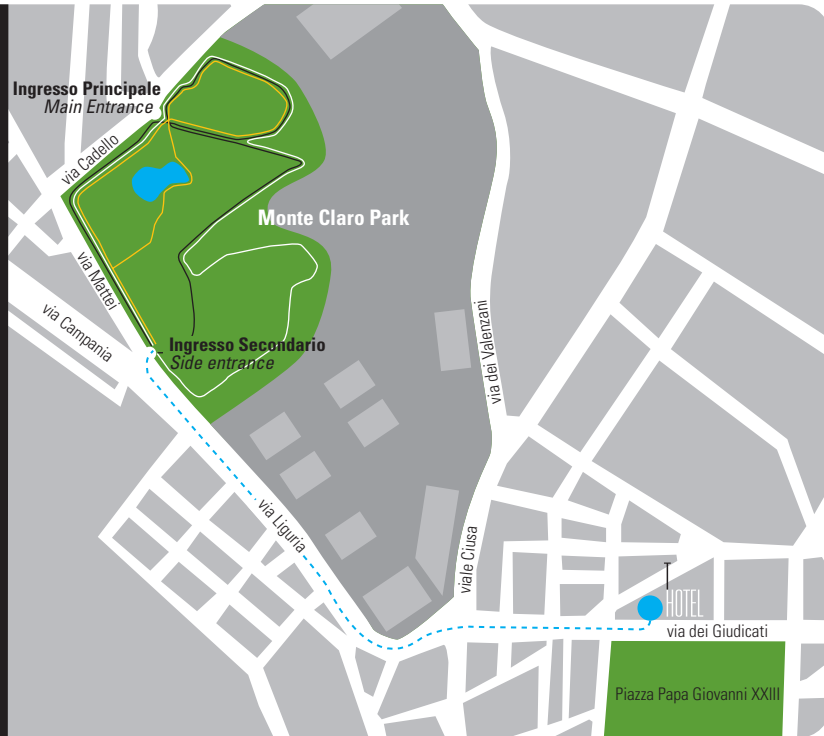 Ingresso Principale
Main Entrance
via Cadello
Monte Claro Park
via Mattei
via Campania
Ingresso Secondario
Side entrance
via dei Valenzani
via Liguria
viale Ciusa
HOTEL
via dei Giudicati
Piazza Papa Giovanni XXIII